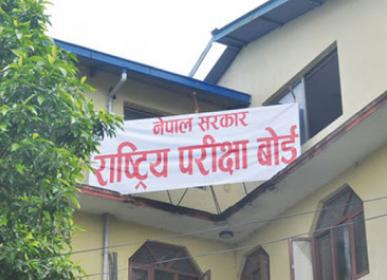 नेपाल सरकार
राष्ट्रिय परीक्षा बोर्ड